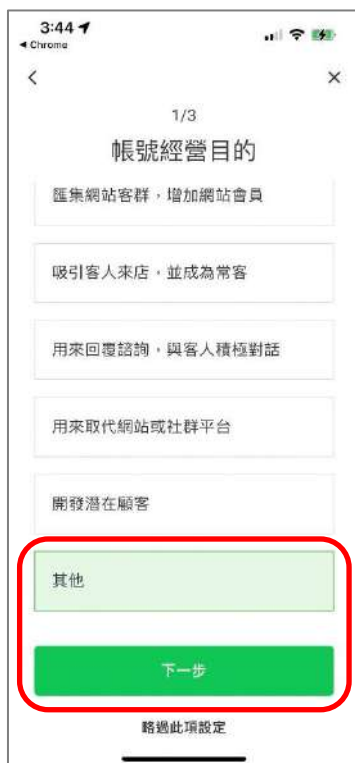 3:44
◀ Chrome
1/3
帳號經營目的
匯集網站客群，增加網站會員
吸引客人來店，並成為常客
用來回覆諮詢，與客人積極對話
用來取代網站或社群平台
開發潛在顧客
其他
下一步
略過此項設定